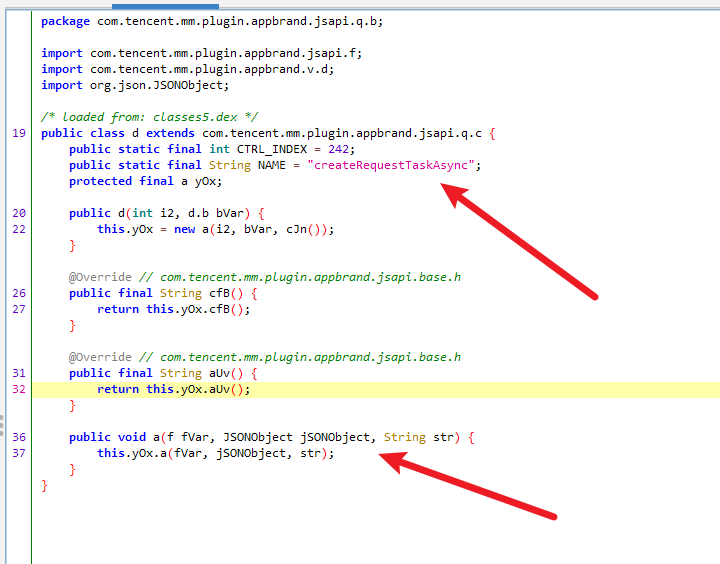 package com.tencent.mm.plugin.appbrand.jsapi.q.b;
import com.tencent.mm.plugin.appbrand.jsapi.f;
import com.tencent.mm.plugin.appbrand.v.d;
import org.json.JSONObject;
/* loaded from: classes5.dex */
19 public class d extends com.tencent.mm.plugin.appbrand.jsapi.q.c {
public static final int CTRL_INDEX = 242;
public static final String NAME = "createRequestTaskAsync";
protected final a yOx;
20 public d(int i2, d.b bVar) {
22 this.yOx = new a(i2, bVar, cJn());
}
@Override // com.tencent.mm.plugin.appbrand.jsapi.base.h
26 public final String cfB() {
27 return this.yOx.cfB();
}
@Override // com.tencent.mm.plugin.appbrand.jsapi.base.h
31 public final String aUv() {
32 return this.yOx.aUv();
}
36 public void a(f fVar, JSONObject jSONObject, String str) {
37 this.yOx.a(fVar, jSONObject, str);
}
}